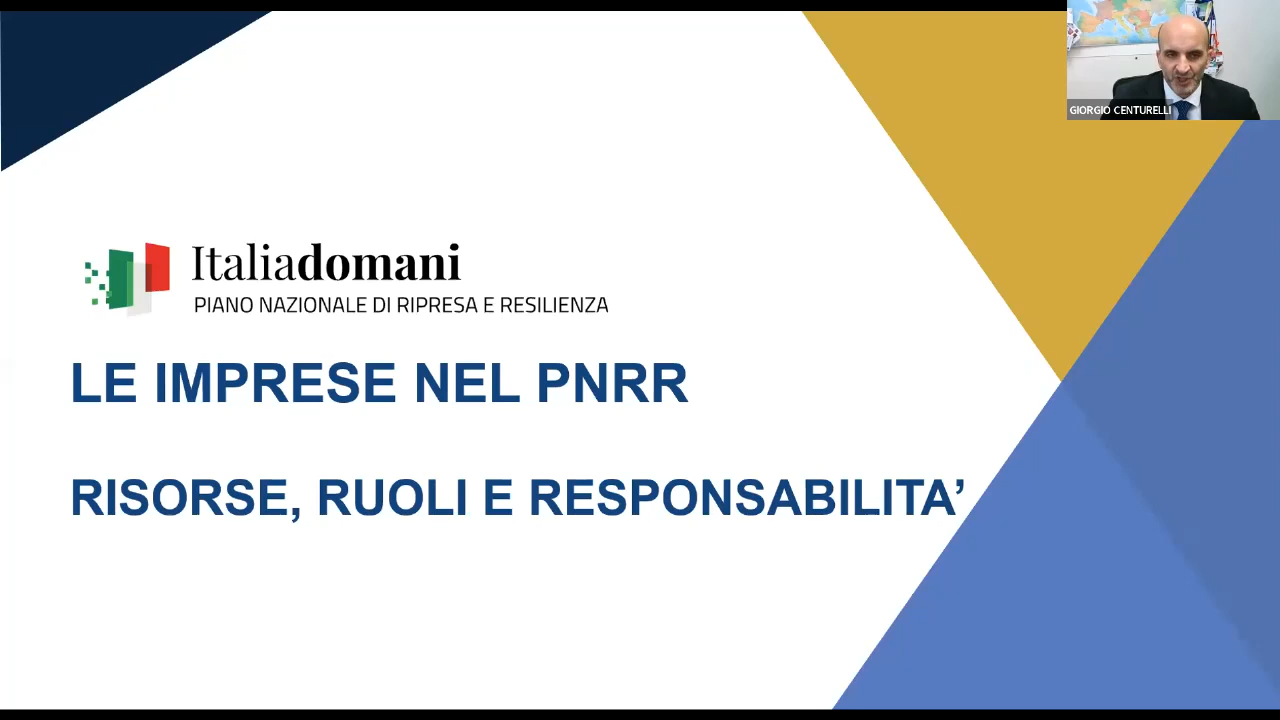 GIORGIO CENTURELLI
Italiadomani
PIANO NAZIONALE DI RIPRESA E RESILIENZA
LE IMPRESE NEL PNRR
RISORSE, RUOLI E RESPONSABILITA’